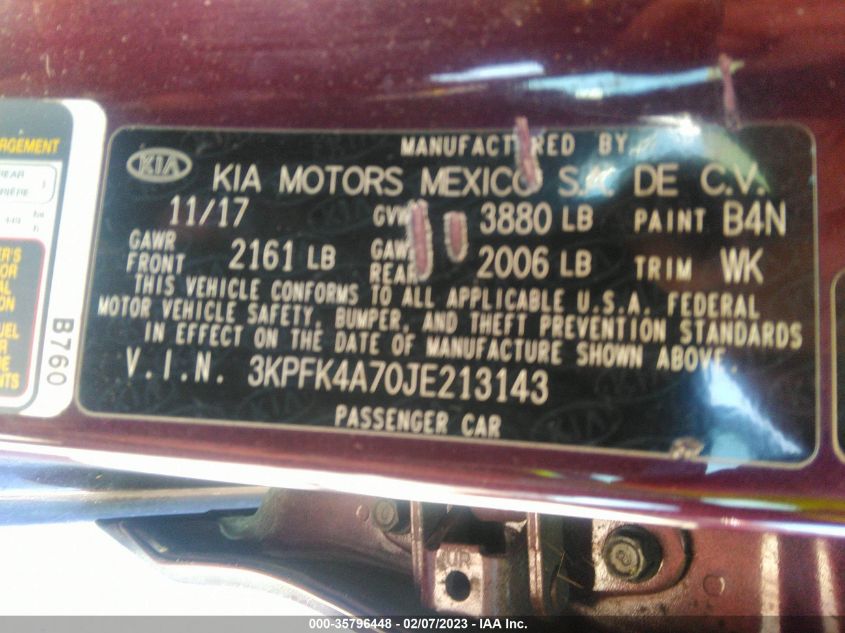 RGEMENT
REAR
B760
KIA
MANUFACTURED BY
KIA MOTORS MEXICO S.A. DE C.V.
11/17 GVWR 3880 LB PAINT B4N
GAWR FRONT 2161 LB GAWR REAR 2006 LB TRIM WK
THIS VEHICLE CONFORMS TO ALL APPLICABLE U.S.A. FEDERAL
MOTOR VEHICLE SAFETY, BUMPER, AND THEFT PREVENTION STANDARDS
IN EFFECT ON THE DATE OF MANUFACTURE SHOWN ABOVE.
V.I.N. 3KPFK4A70JE213143
PASSENGER CAR
000-35796448 - 02/07/2023 - IAA Inc.